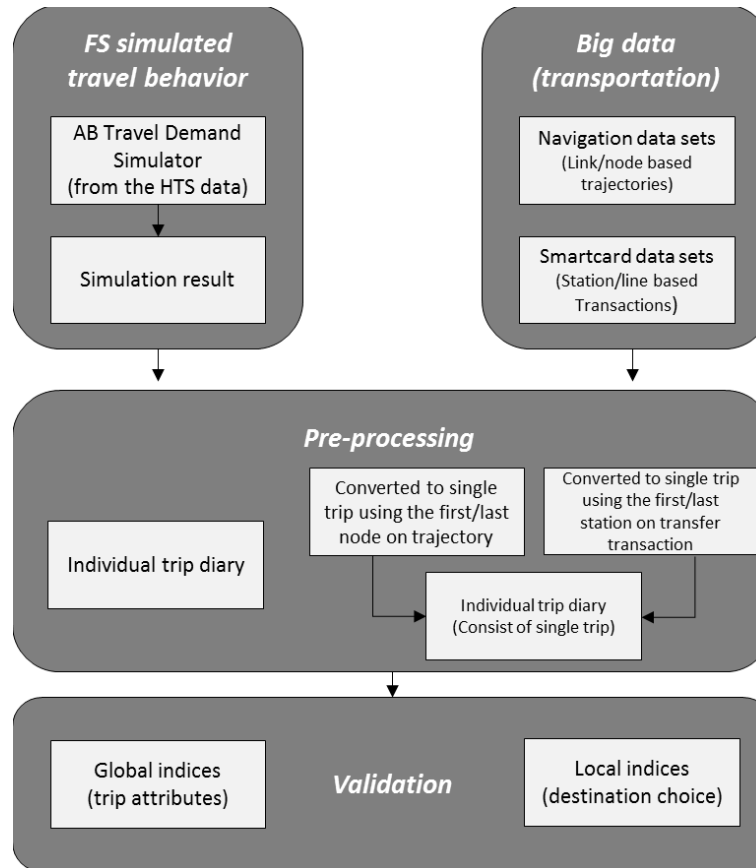 FS simulated
travel behavior
AB Travel Demand
Simulator
(from the HTS data)
Simulation result
Big data
(transportation)
Navigation data sets
(Link/node based
trajectories)
Smartcard data sets
(Station/line based
Transactions)
Pre-processing
Individual trip diary
Converted to single
trip using the first/last
node on trajectory
Converted to single trip
using the first/last
station on transfer
transaction
Individual trip diary
(Consist of single trip)
Global indices
(trip attributes)
Validation
Local indices
(destination choice)